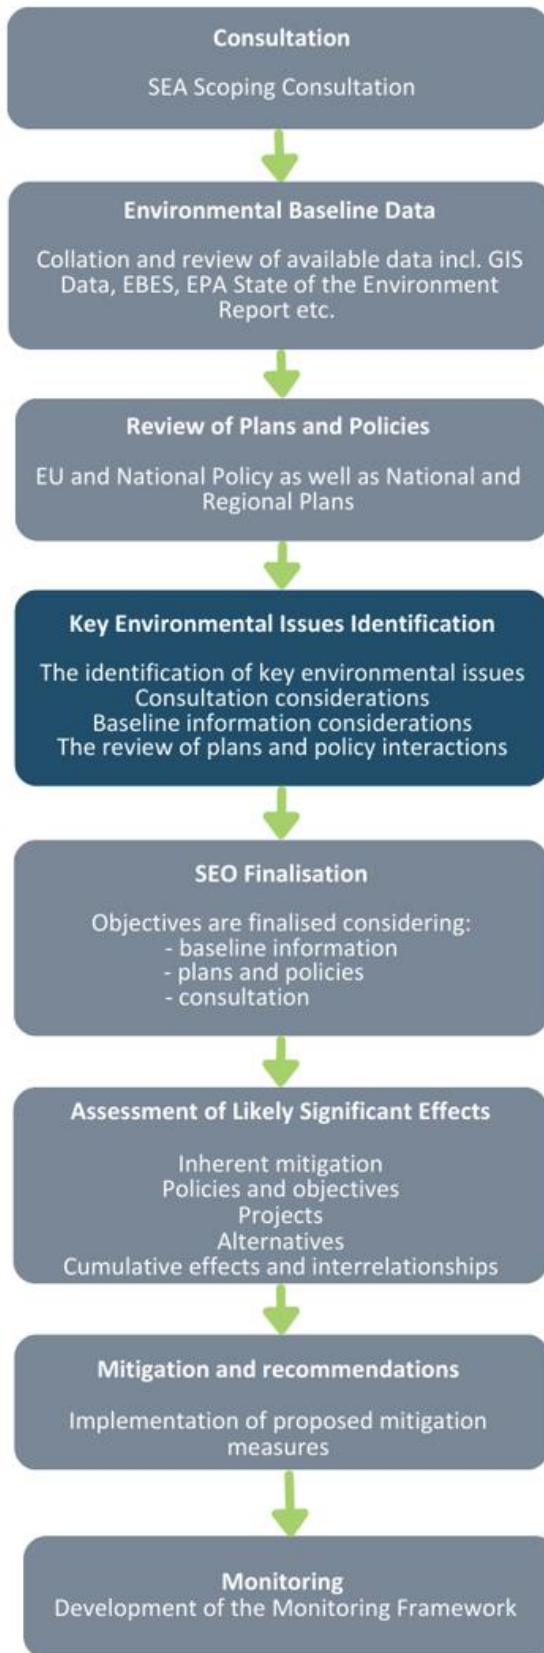 Consultation
SEA Scoping Consultation
Environmental Baseline Data
Collation and review of available data incl. GIS
Data, EBES, EPA State of the Environment
Report etc.
Review of Plans and Policies
EU and National Policy as well as National and
Regional Plans
Key Environmental Issues Identification
The identification of key environmental issues
Consultation considerations
Baseline information considerations
The review of plans and policy interactions
SEO Finalisation
Objectives are finalised considering:
- baseline information
- plans and policies
- consultation
Assessment of Likely Significant Effects
Inherent mitigation
Policies and objectives
Projects
Alternatives
Cumulative effects and interrelationships
Mitigation and recommendations
Implementation of proposed mitigation
measures
Monitoring
Development of the Monitoring Framework